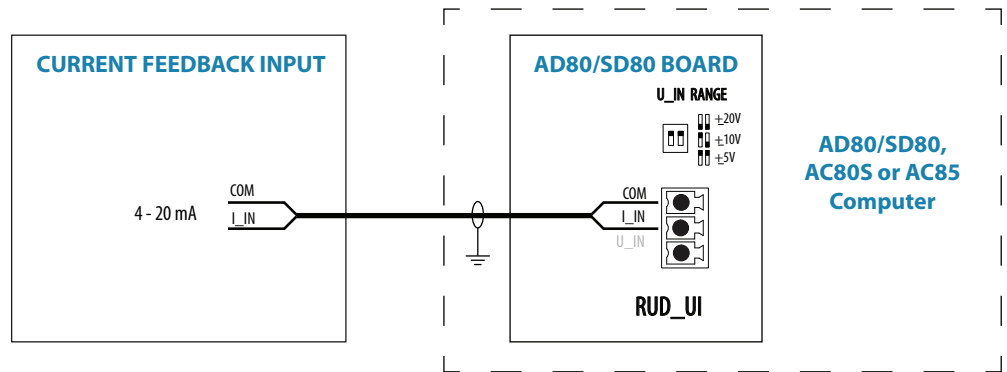 CURRENT FEEDBACK INPUT
4 - 20 mA
COM
I_IN
AD80/SD80 BOARD
U_IN RANGE
±20V
±10V
±5V
COM
I_IN
U_IN
RUD_UI
AD80/SD80,
AC80S or AC85
Computer